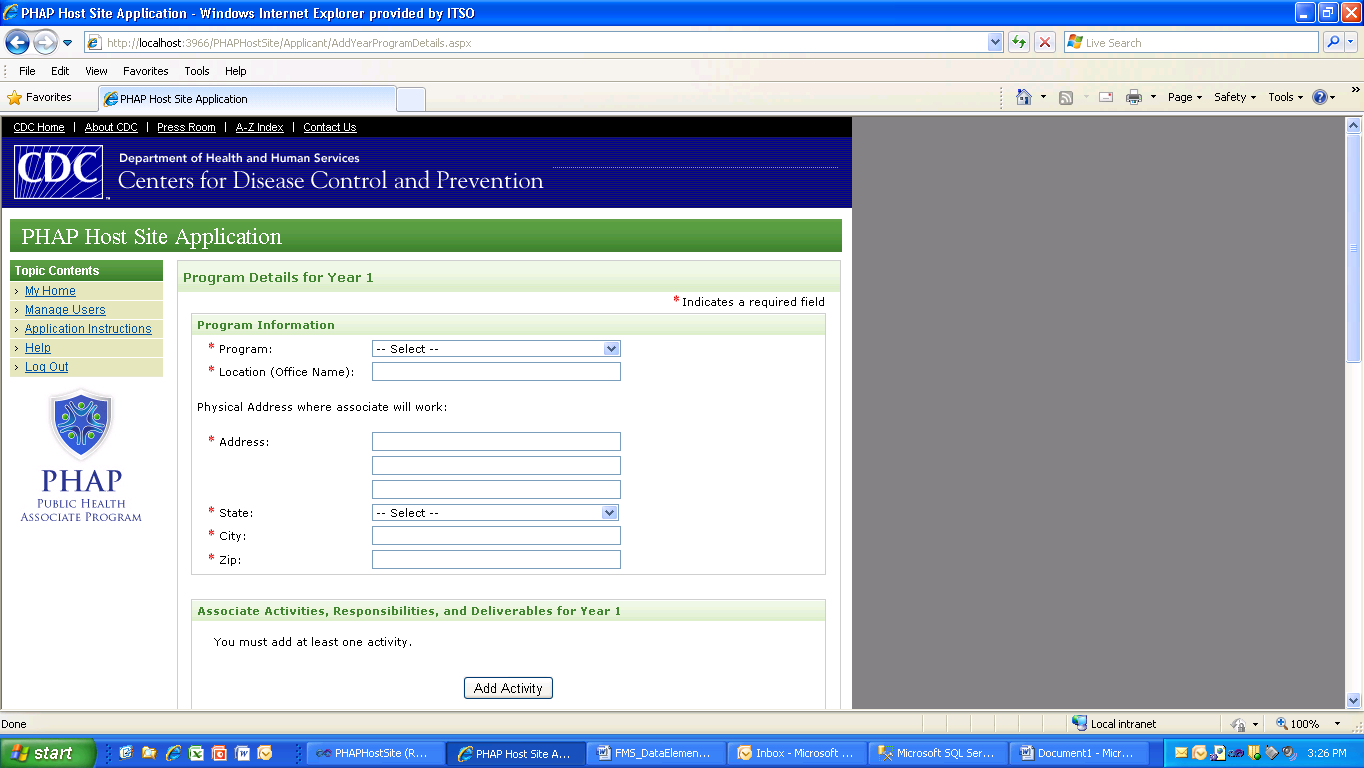 PHAP Host Site Application - Windows Internet Explorer provided by ITSO
http://localhost:3966/PHAPHostSite/Applicant/AddYearProgramDetails.aspx
Live Search
File Edit View Favorites Tools Help
Favorites PHAP Host Site Application Page Safety Tools
CDC Home | About CDC | Press Room | A-Z Index | Contact Us
CDC
Department of Health and Human Services
Centers for Disease Control and Prevention
PHAP Host Site Application
Topic Contents
› My Home
› Manage Users
› Application Instructions
› Help
› Log Out
PHAP
PUBLIC HEALTH
ASSOCIATE PROGRAM
Program Details for Year 1
* Indicates a required field
Program Information
* Program: -- Select --
* Location (Office Name):
Physical Address where associate will work:
* Address:
* State: -- Select --
* City:
* Zip:
Associate Activities, Responsibilities, and Deliverables for Year 1
You must add at least one activity.
Add Activity
Done Local intranet 100%
start PHAPHostSite (R... PHAP Host Site A... FMS_DataElemen... Inbox - Microsoft ... Microsoft SQL Ser... Document1 - Micr... 3:26 PM